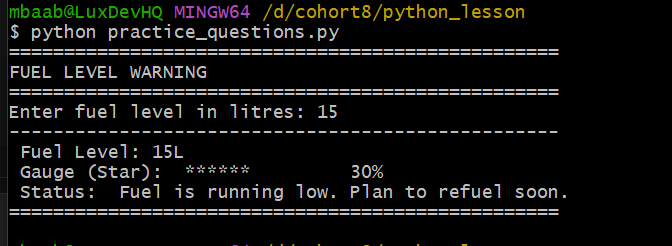 mbaab@LuxDevHQ MINGW64 /d/cohort8/python_lesson
$ python practice_questions.py
=======================================================
FUEL LEVEL WARNING
=======================================================
Enter fuel level in litres: 15
-------------------------------------------------------
Fuel Level: 15L
Gauge (Star):  ******          30%
Status:  Fuel is running low. Plan to refuel soon.
=======================================================